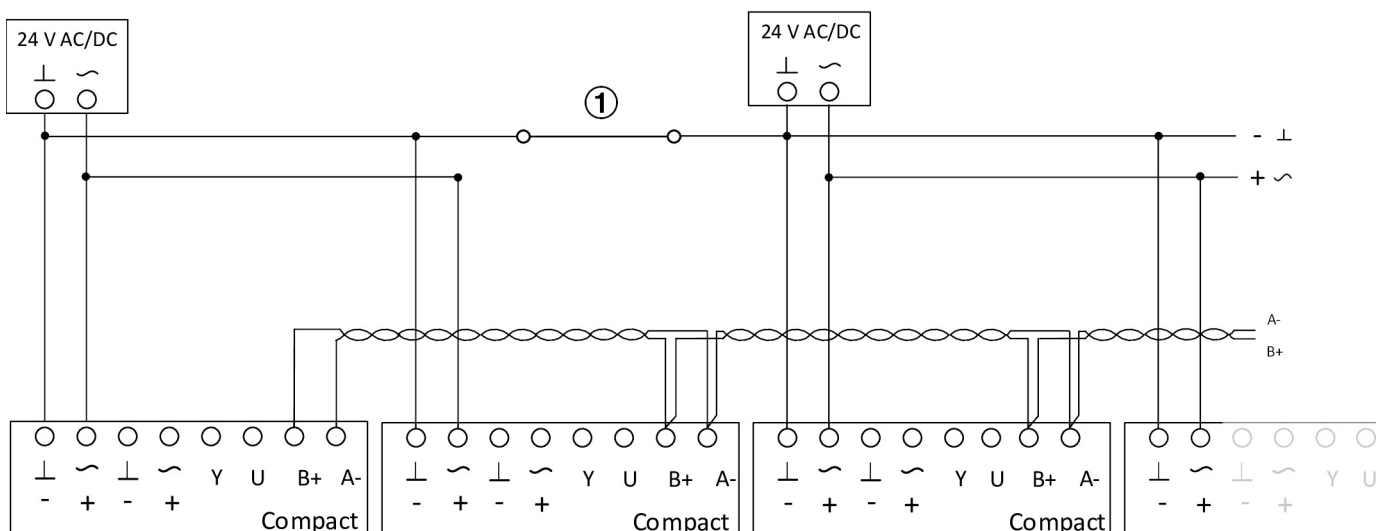 24 V AC/DC
⊥ ~
24 V AC/DC
⊥ ~
①
- ⊥
+ ~
A-
B+
⊥ ~ ⊥ ~ Y U B+ A-
- + - +
Compact
⊥ ~ ⊥ ~ Y U B+ A-
- + - +
Compact
⊥ ~ ⊥ ~ Y U B+ A-
- + - +
Compact
⊥ ~ ⊥ ~ Y U
- + - +